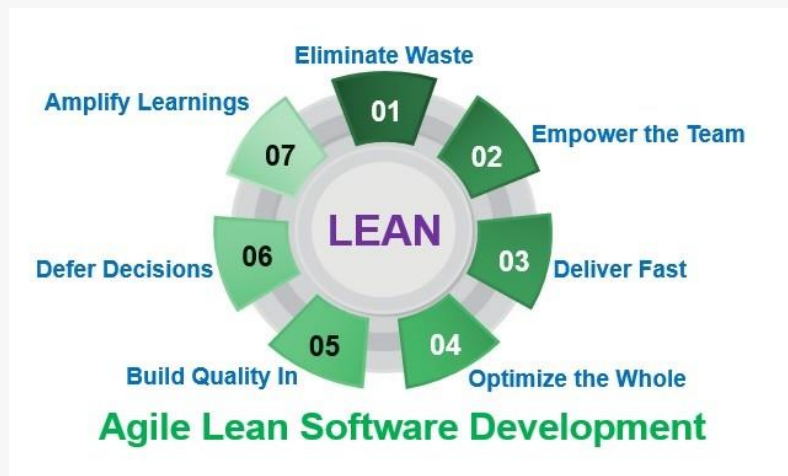 Eliminate Waste
01
Empower the Team
02
Deliver Fast
03
Optimize the Whole
04
Build Quality In
05
Defer Decisions
06
Amplify Learnings
07
LEAN
Agile Lean Software Development